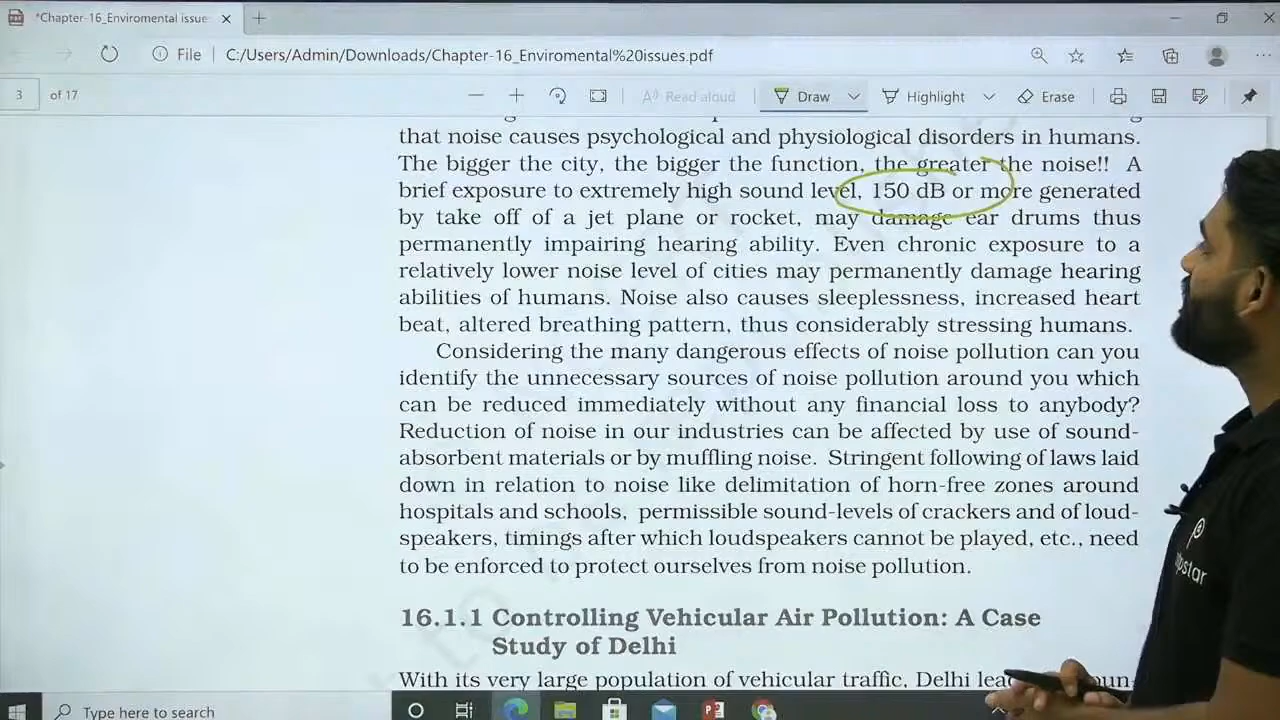 *Chapter-16_Enviromental issue
File
C:/Users/Admin/Downloads/Chapter-16_Enviromental%20issues.pdf
3 of 17
Read aloud
Draw
Highlight
Erase
that noise causes psychological and physiological disorders in humans.
The bigger the city, the bigger the function, the greater the noise!! A
brief exposure to extremely high sound level, 150 dB or more generated
by take off of a jet plane or rocket, may damage ear drums thus
permanently impairing hearing ability. Even chronic exposure to a
relatively lower noise level of cities may permanently damage hearing
abilities of humans. Noise also causes sleeplessness, increased heart
beat, altered breathing pattern, thus considerably stressing humans.
Considering the many dangerous effects of noise pollution can you
identify the unnecessary sources of noise pollution around you which
can be reduced immediately without any financial loss to anybody?
Reduction of noise in our industries can be affected by use of sound-
absorbent materials or by muffling noise. Stringent following of laws laid
down in relation to noise like delimitation of horn-free zones around
hospitals and schools, permissible sound-levels of crackers and of loud-
speakers, timings after which loudspeakers cannot be played, etc., need
to be enforced to protect ourselves from noise pollution.
16.1.1 Controlling Vehicular Air Pollution: A Case
Study of Delhi
With its very large population of vehicular traffic, Delhi
Type here to search